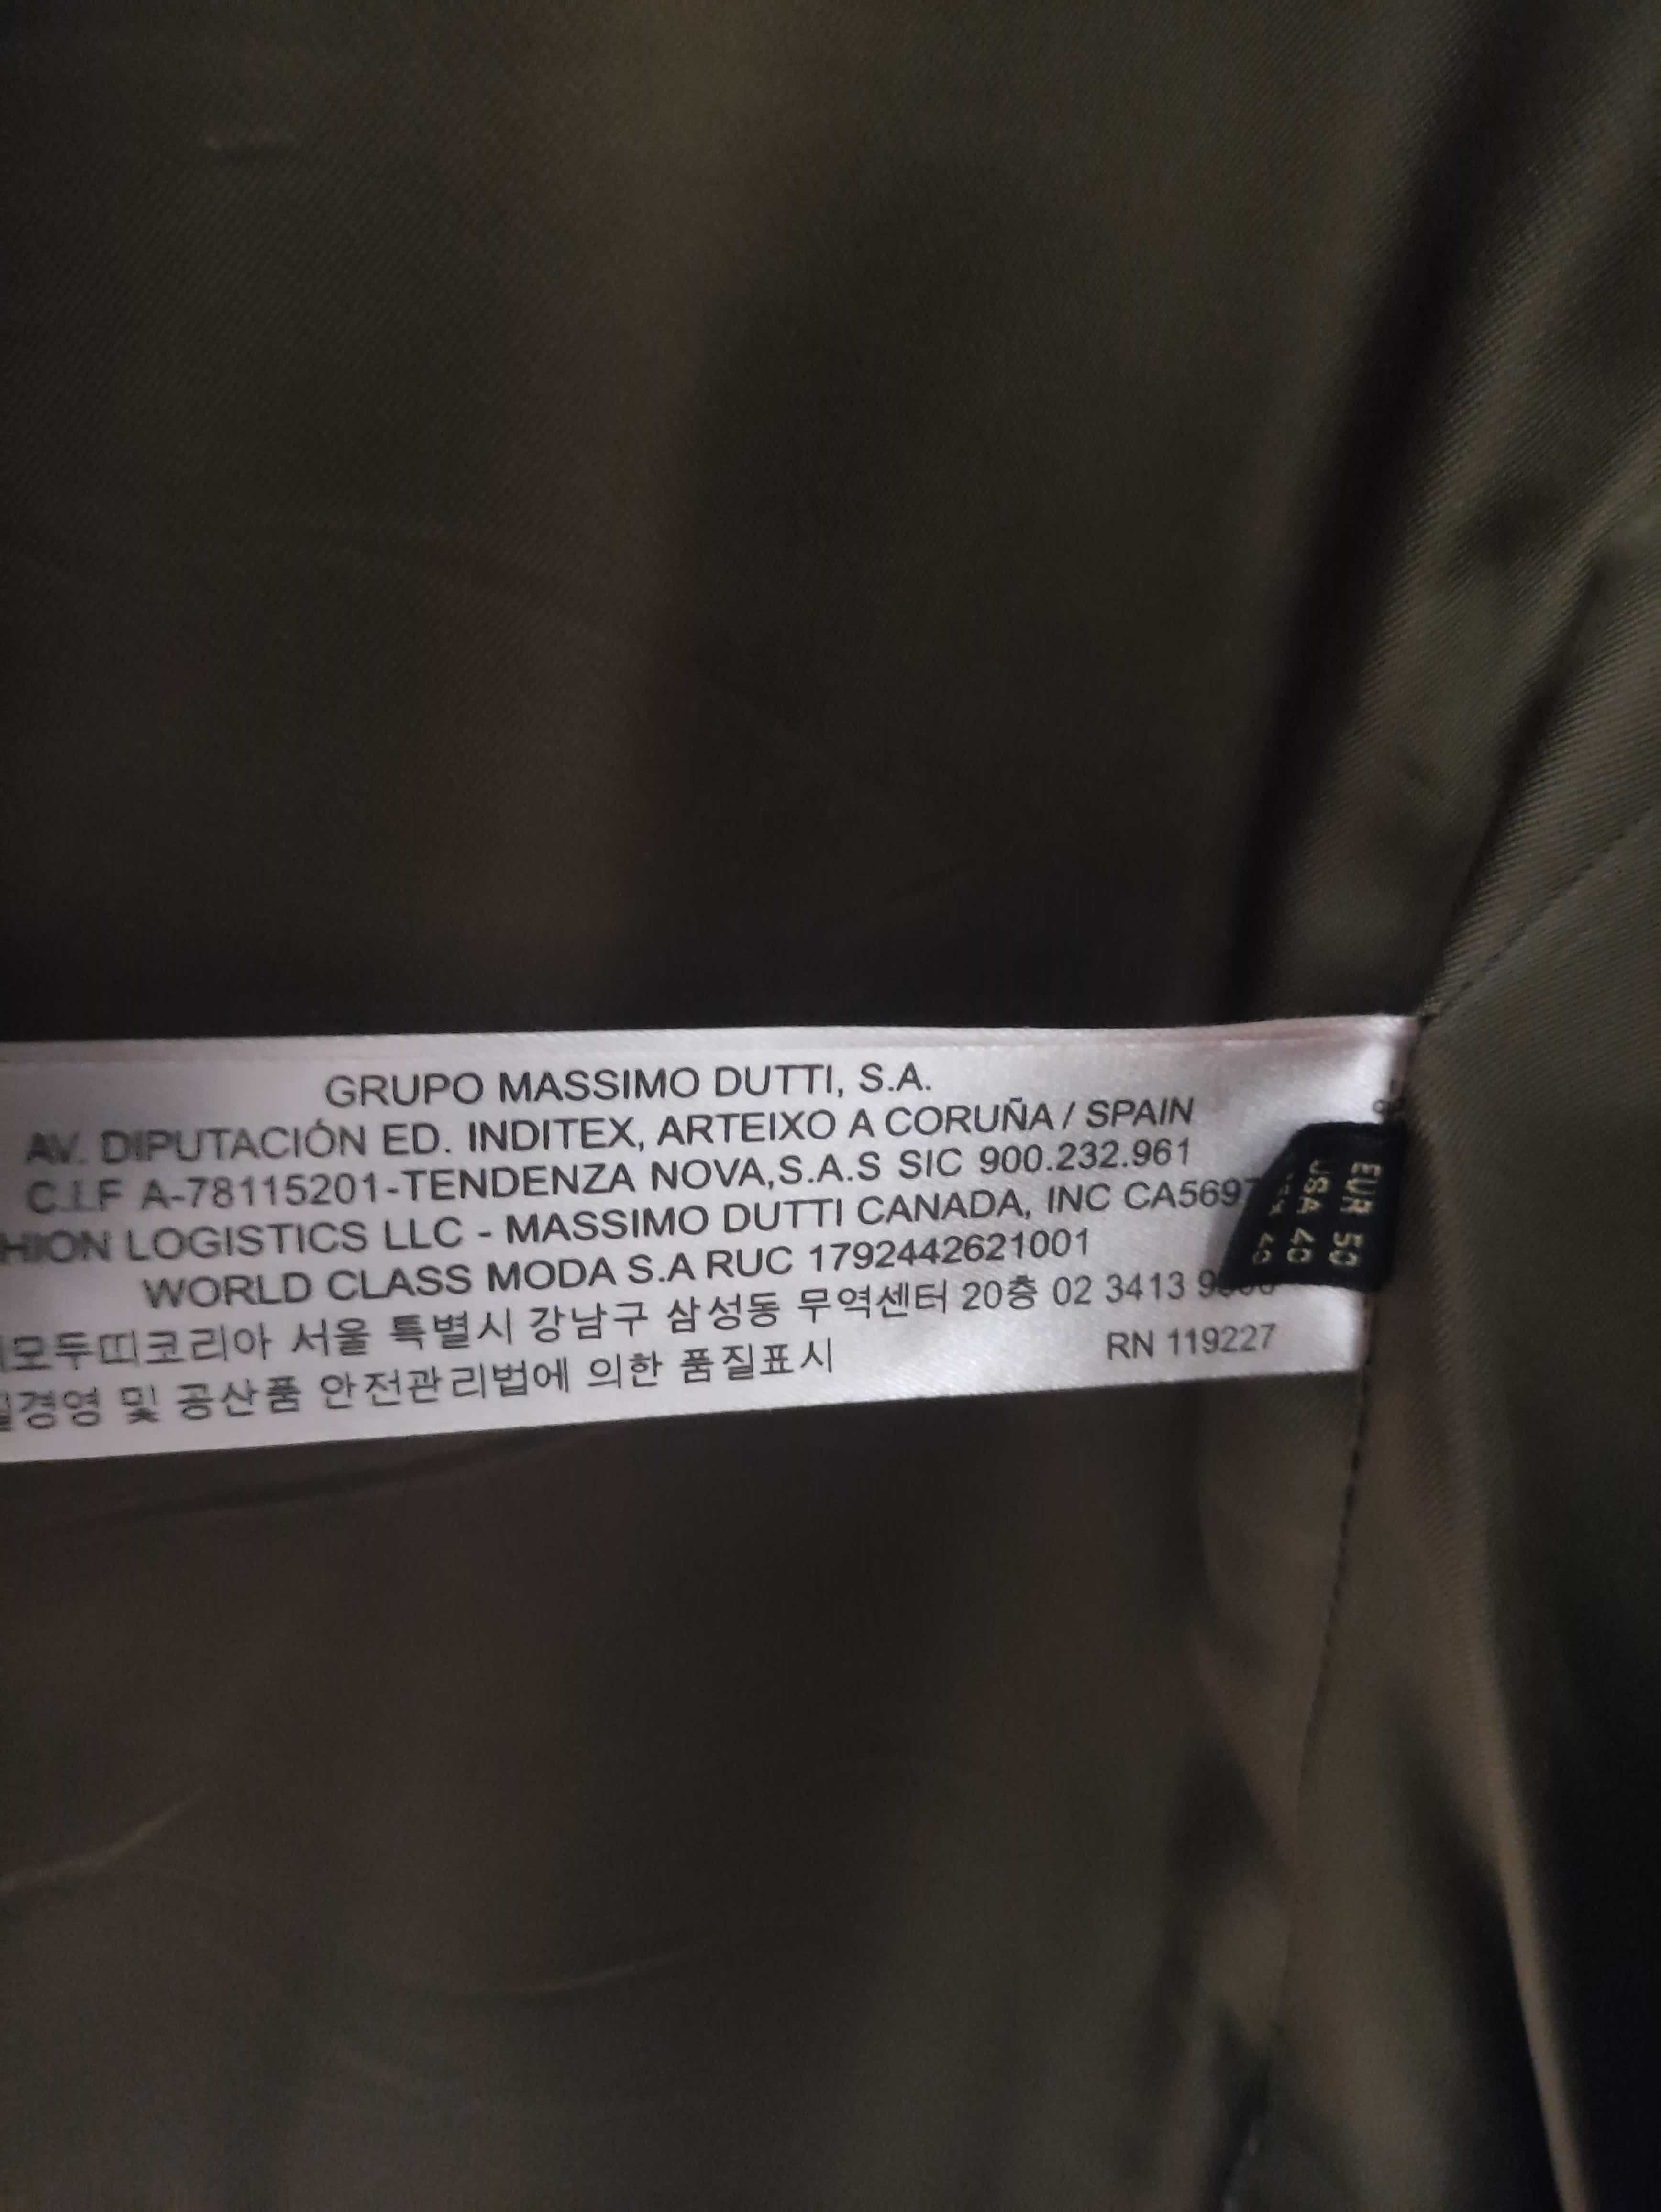 GRUPO MASSIMO DUTTI, S.A.
AV. DIPUTACIÓN ED. INDITEX, ARTEIXO A CORUÑA / SPAIN
C.I.F A-78115201-TENDENZA NOVA,S.A.S SIC 900.232.961
HION LOGISTICS LLC - MASSIMO DUTTI CANADA, INC CA5697
WORLD CLASS MODA S.A RUC 1792442621001
모두띠코리아 서울 특별시 강남구 삼성동 무역센터 20층 02 3413
경영 및 공산품 안전관리법에 의한 품질표시
RN 119227
EUR 50
USA 40
40